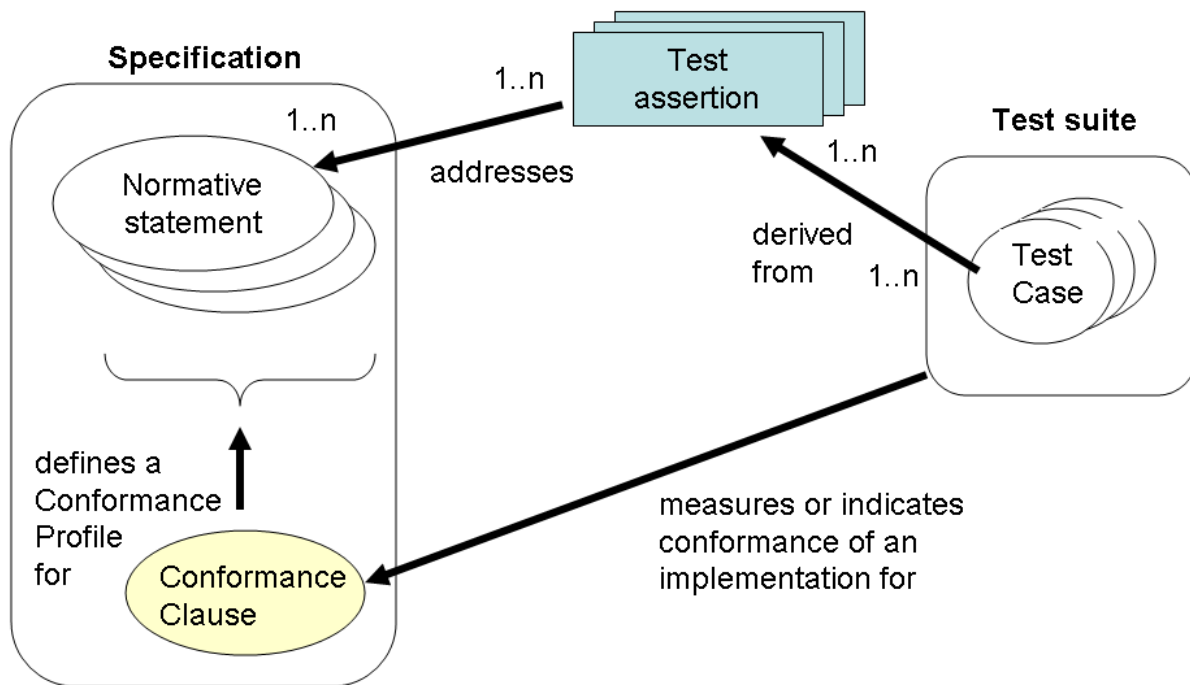 Specification
1..n
Normative
statement
defines a
Conformance
Profile
for
Conformance
Clause
1..n
addresses
Test
assertion
1..n
derived
from
1..n
Test suite
Test
Case
measures or indicates
conformance of an
implementation for